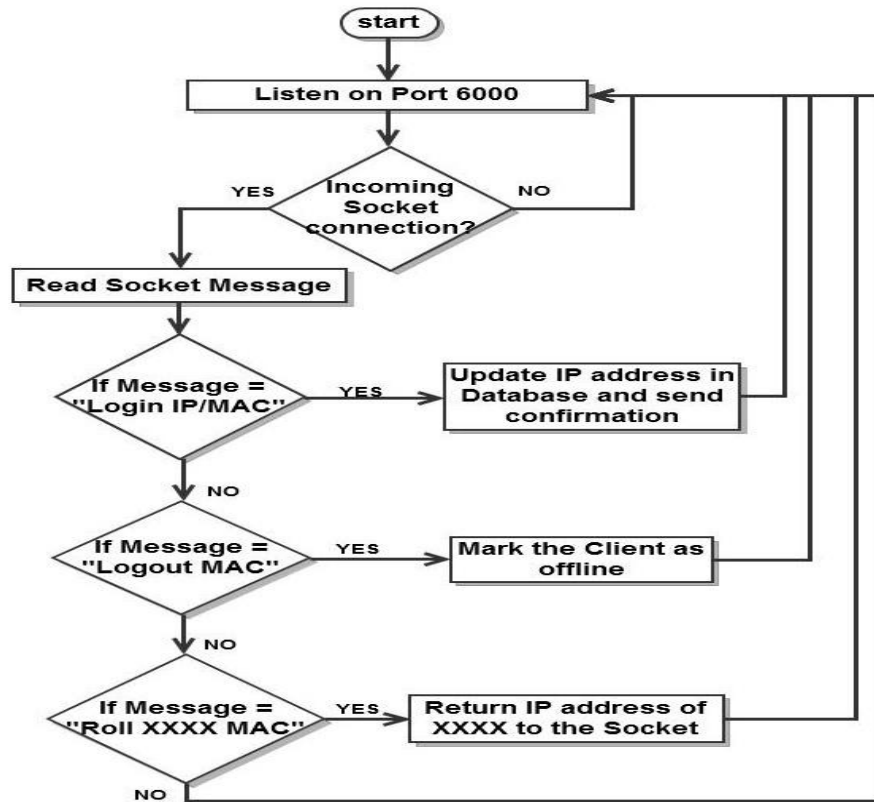 start
Listen on Port 6000
Incoming
Socket
connection?
YES
NO
Read Socket Message
If Message =
"Login IP/MAC"
YES
Update IP address in
Database and send
confirmation
NO
If Message =
"Logout MAC"
YES
Mark the Client as
offline
NO
If Message =
"Roll XXXX MAC"
YES
Return IP address of
XXXX to the Socket
NO